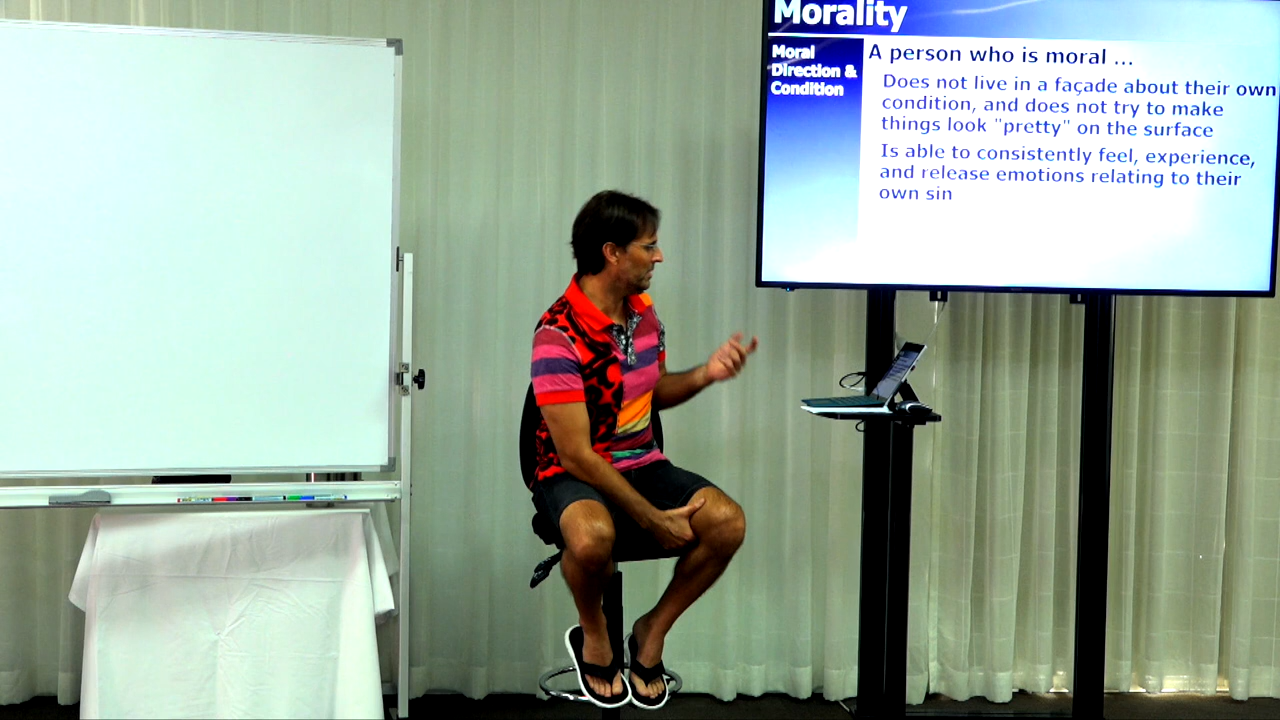 Morality
Moral
Direction &
Condition
A person who is moral ...
Does not live in a façade about their own
condition, and does not try to make
things look "pretty" on the surface
Is able to consistently feel, experience,
and release emotions relating to their
own sin